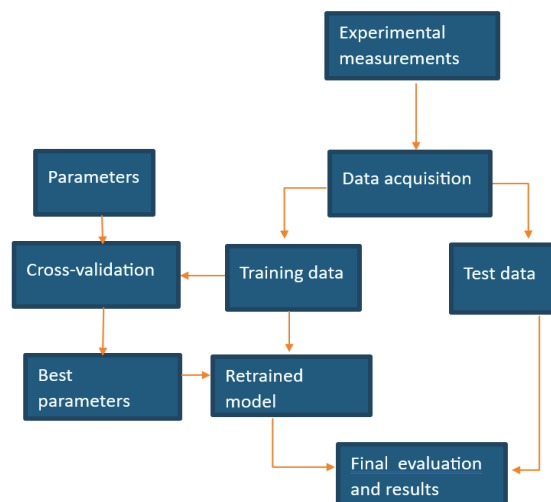 Experimental
measurements
Parameters
Data acquisition
Cross-validation
Training data
Test data
Best
parameters
Retrained
model
Final evaluation
and results